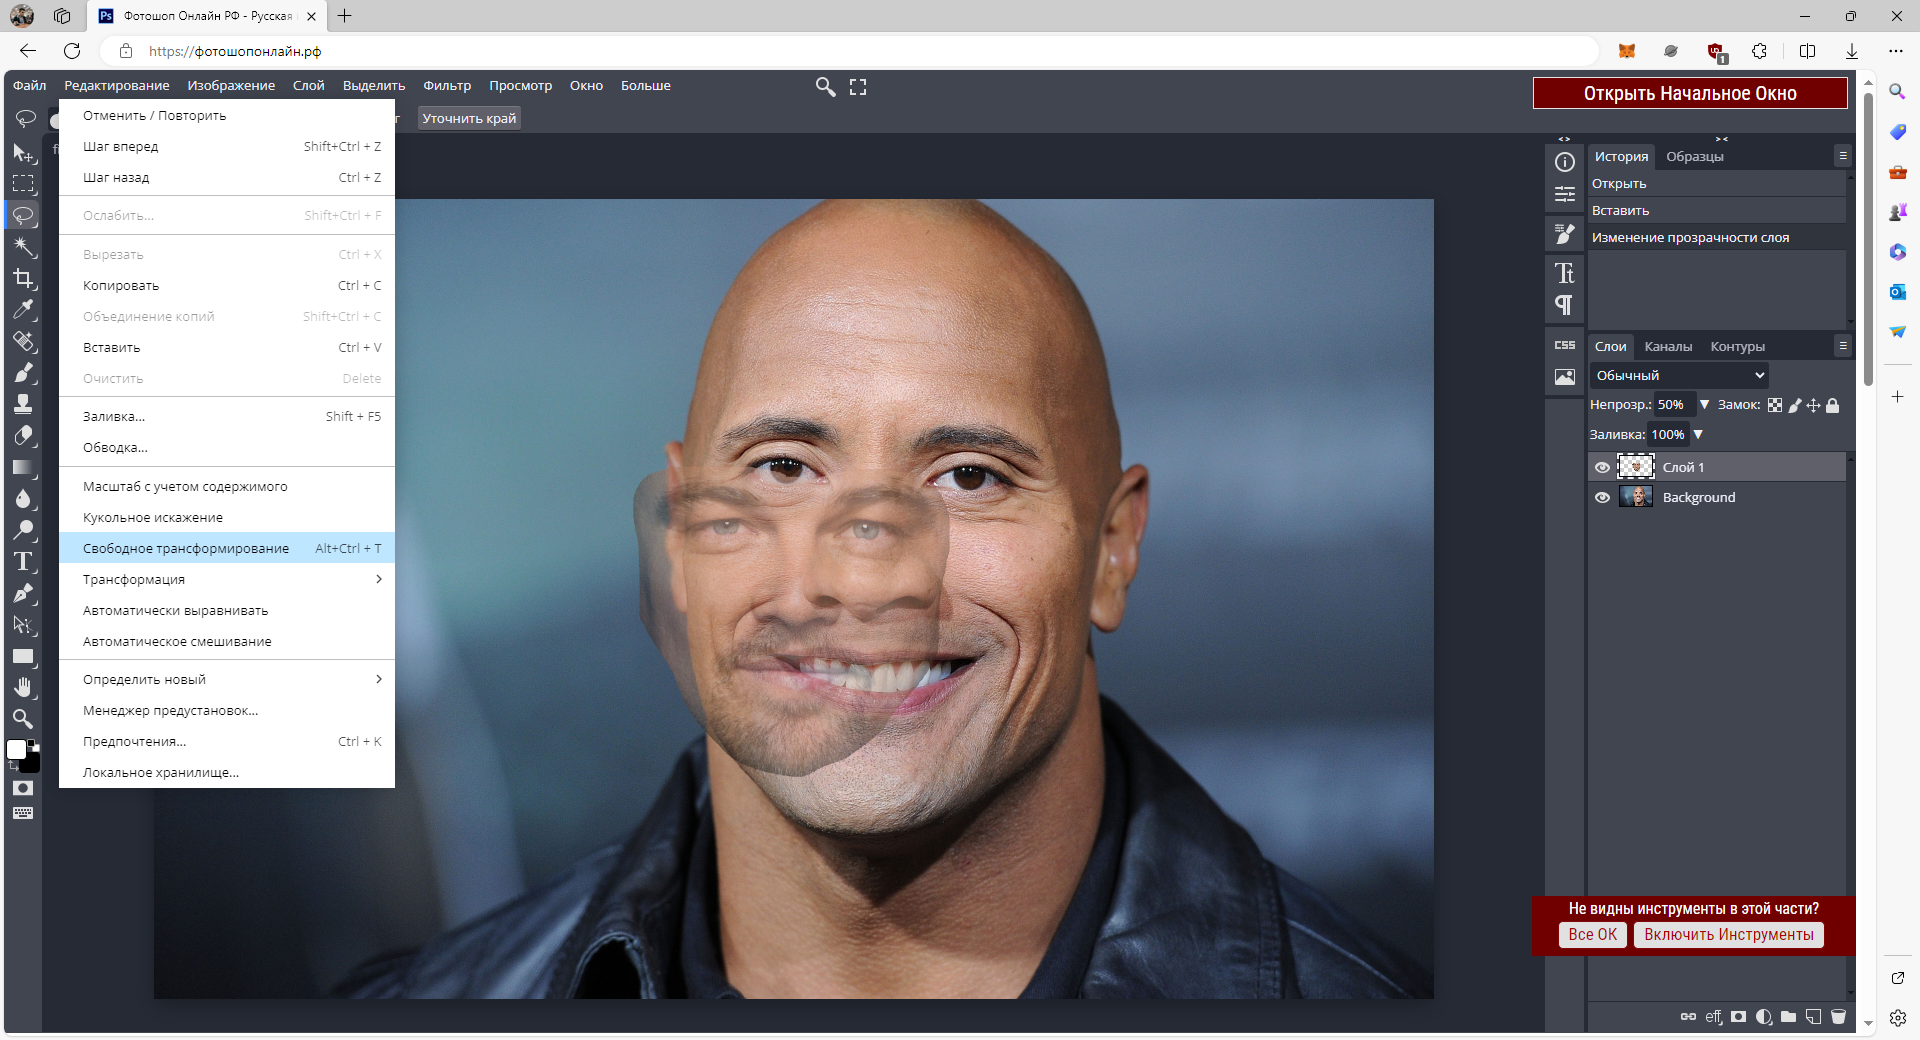 Фотошоп Онлайн РФ - Русская
https://фотошопонлайн.рф
1
Файл Редактирование Изображение Слой Выделить Фильтр Просмотр Окно Больше
Открыть Начальное Окно
Уточнить край
Отменить / Повторить
Шаг вперед Shift+Ctrl + Z
Шаг назад Ctrl + Z
Ослабить... Shift+Ctrl + F
Вырезать Ctrl + X
Копировать Ctrl + C
Объединение копий Shift+Ctrl + C
Вставить Ctrl + V
Очистить Delete
Заливка... Shift + F5
Обводка...
Масштаб с учетом содержимого
Кукольное искажение
Свободное трансформирование Alt+Ctrl + T
Трансформация >
Автоматически выравнивать
Автоматическое смешивание
Определить новый >
Менеджер предустановок...
Предпочтения... Ctrl + K
Локальное хранилище...
< > > <
История Образцы
Открыть
Вставить
Изменение прозрачности слоя
CSS
Слои Каналы Контуры
Обычный
Непрозр.: 50% Замок:
Заливка: 100%
Слой 1
Background
Не видны инструменты в этой части?
Все ОК Включить Инструменты
eff